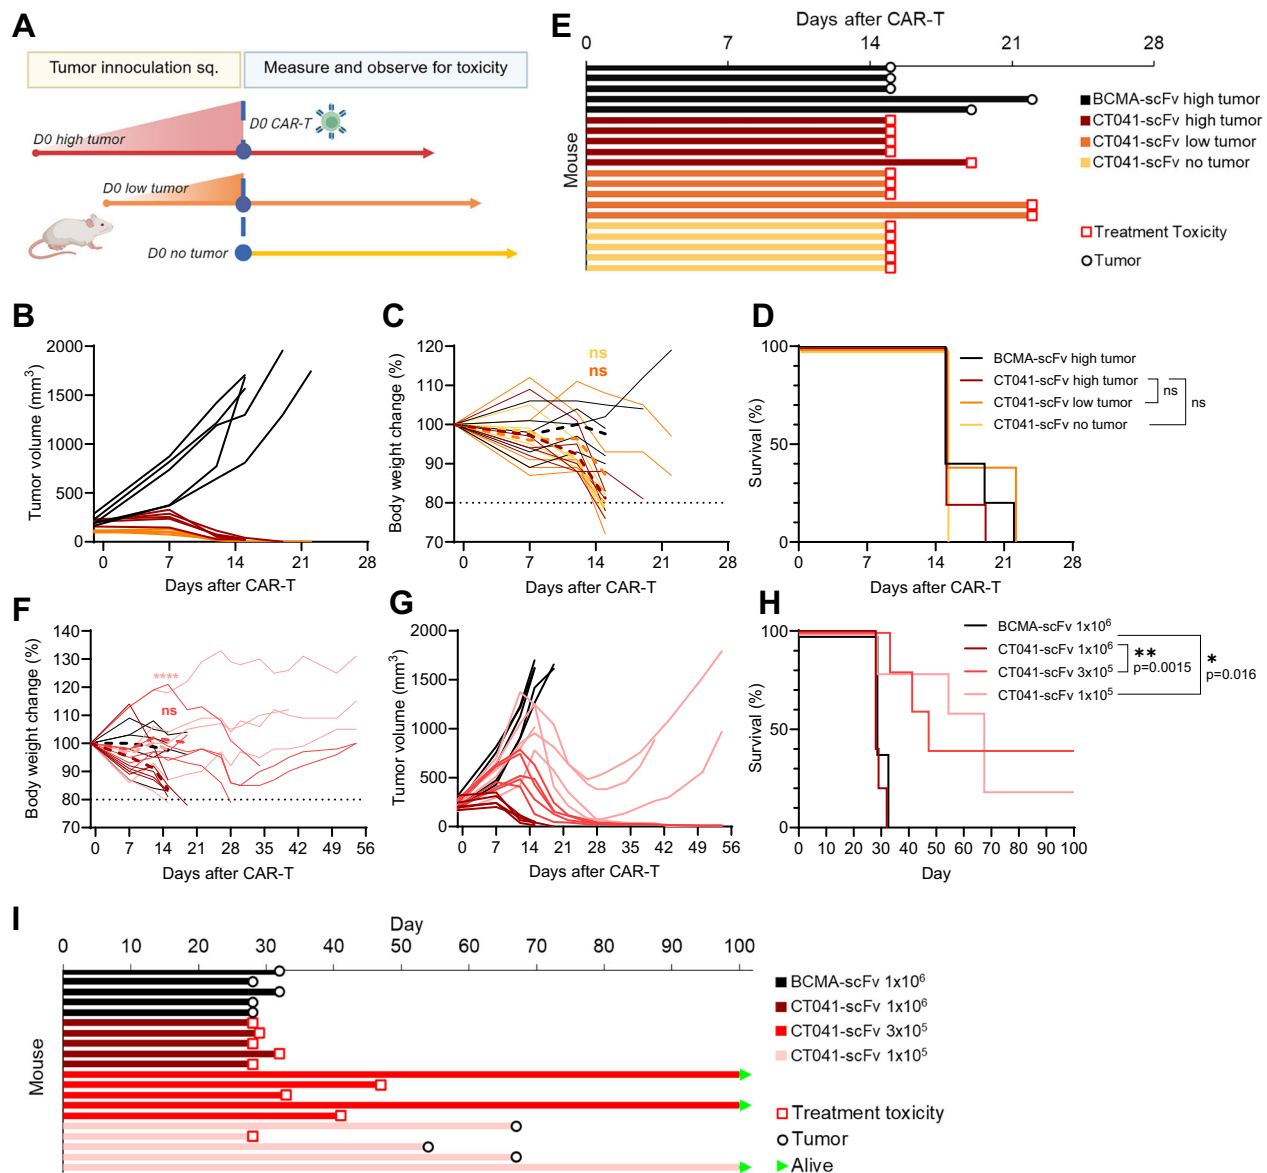 A
Tumor innoculation sq.
Measure and observe for toxicity
D0 CAR-T
D0 high tumor
D0 low tumor
D0 no tumor
E
Days after CAR-T
0 7 14 21 28
Mouse
BCMA-scFv high tumor
CT041-scFv high tumor
CT041-scFv low tumor
CT041-scFv no tumor
Treatment Toxicity
Tumor
B
Tumor volume (mm³)
2000
1500
1000
500
0
0 7 14 21 28
Days after CAR-T
C
Body weight change (%)
120
110
100
90
80
70
ns
ns
0 7 14 21 28
Days after CAR-T
D
Survival (%)
100
50
0
0 7 14 21 28
Days after CAR-T
BCMA-scFv high tumor
CT041-scFv high tumor
CT041-scFv low tumor
CT041-scFv no tumor
ns
ns
F
Body weight change (%)
140
130
120
110
100
90
80
70
****
ns
0 7 14 21 28 35 42 49 56
Days after CAR-T
G
Tumor volume (mm³)
2000
1500
1000
500
0
0 7 14 21 28 35 42 49 56
Days after CAR-T
H
Survival (%)
100
50
0
0 10 20 30 40 50 60 70 80 90 100
Day
BCMA-scFv 1x10⁶
CT041-scFv 1x10⁶
CT041-scFv 3x10⁵
CT041-scFv 1x10⁵
**
p=0.0015
*
p=0.016
I
Day
0 10 20 30 40 50 60 70 80 90 100
Mouse
BCMA-scFv 1x10⁶
CT041-scFv 1x10⁶
CT041-scFv 3x10⁵
CT041-scFv 1x10⁵
Treatment toxicity
Tumor
Alive